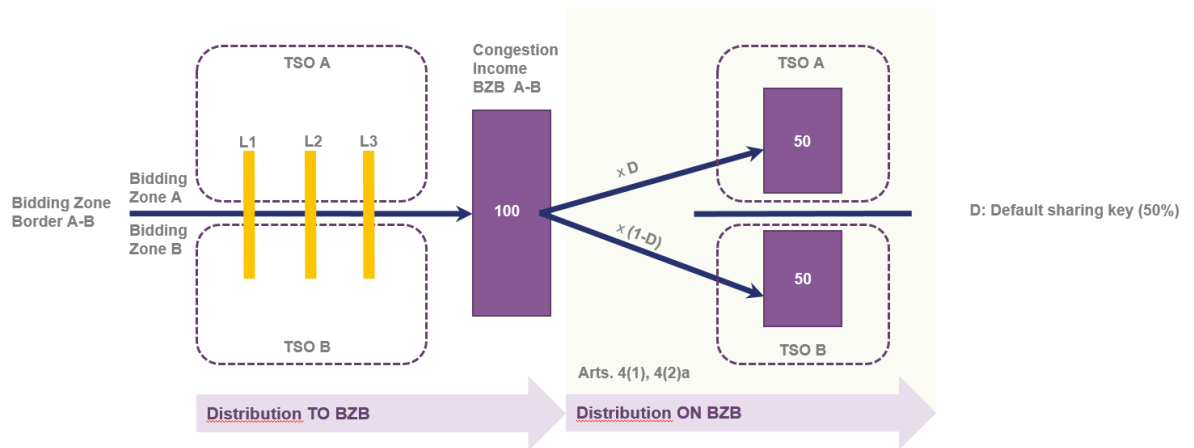 TSO A
Congestion
Income
BZB A-B
TSO A
L1 L2 L3
50
x D
Bidding
Zone A
Bidding Zone
Border A-B
100
D: Default sharing key (50%)
Bidding
Zone B
x (1-D)
50
TSO B
TSO B
Arts. 4(1), 4(2)a
Distribution TO BZB
Distribution ON BZB